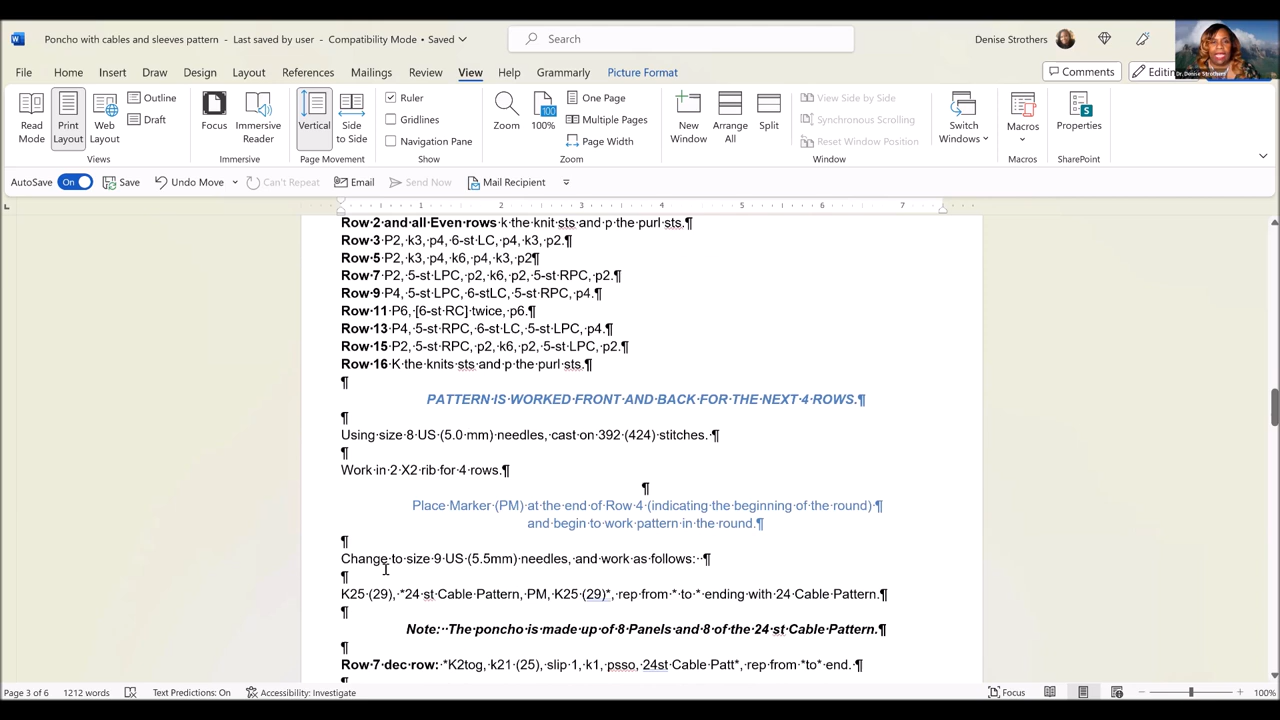 Poncho with cables and sleeves pattern - Last saved by user - Compatibility Mode • Saved
Search
Denise Strothers
File Home Insert Draw Design Layout References Mailings Review View Help Grammarly Picture Format
Comments
Editin
Dr. Denise Strothers
Read Mode
Print Layout
Web Layout
Outline
Draft
Views
Focus
Immersive Reader
Immersive
Vertical
Side to Side
Page Movement
Ruler
Gridlines
Navigation Pane
Show
Zoom
100
100%
One Page
Multiple Pages
Page Width
Zoom
New Window
Arrange All
Split
View Side by Side
Synchronous Scrolling
Reset Window Position
Window
Switch Windows
Macros
Macros
Properties
SharePoint
AutoSave On Save Undo Move Can't Repeat Email Send Now Mail Recipient
1 2 3 4 5 6 7
Row·2·and·all·Even·rows·k·the·knit·sts·and·p·the·purl·sts.¶
Row·3·P2,·k3,·p4,·6-st·LC,·p4,·k3,·p2.¶
Row·5·P2,·k3,·p4,·k6,·p4,·k3,·p2¶
Row·7·P2,·5-st·LPC,·p2,·k6,·p2,·5-st·RPC,·p2.¶
Row·9·P4,·5-st·LPC,·6-stLC,·5-st·RPC,·p4.¶
Row·11·P6,·[6-st·RC]·twice,·p6.¶
Row·13·P4,·5-st·RPC,·6-st·LC,·5-st·LPC,·p4.¶
Row·15·P2,·5-st·RPC,·p2,·k6,·p2,·5-st·LPC,·p2.¶
Row·16·K·the·knits·sts·and·p·the·purl·sts.¶
¶
PATTERN·IS·WORKED·FRONT·AND·BACK·FOR·THE·NEXT·4·ROWS.¶
¶
Using·size·8·US·(5.0·mm)·needles,·cast·on·392·(424)·stitches.·¶
¶
Work·in·2·X2·rib·for·4·rows.¶
¶
Place·Marker·(PM)·at·the·end·of·Row·4·(indicating·the·beginning·of·the·round)·¶
and·begin·to·work·pattern·in·the·round.¶
¶
Change·to·size·9·US·(5.5mm)·needles,·and·work·as·follows:··¶
¶
K25·(29),·*24·st·Cable·Pattern,·PM,·K25·(29)*,·rep·from·*·to·*·ending·with·24·Cable·Pattern.¶
¶
Note:··The·poncho·is·made·up·of·8·Panels·and·8·of·the·24·st·Cable·Pattern.¶
¶
Row·7·dec·row:·*K2tog,·k21·(25),·slip·1,·k1,·psso,·24st·Cable·Patt*,·rep·from·*to*·end.·¶
¶
Page 3 of 6 1212 words Text Predictions: On Accessibility: Investigate Focus 100%